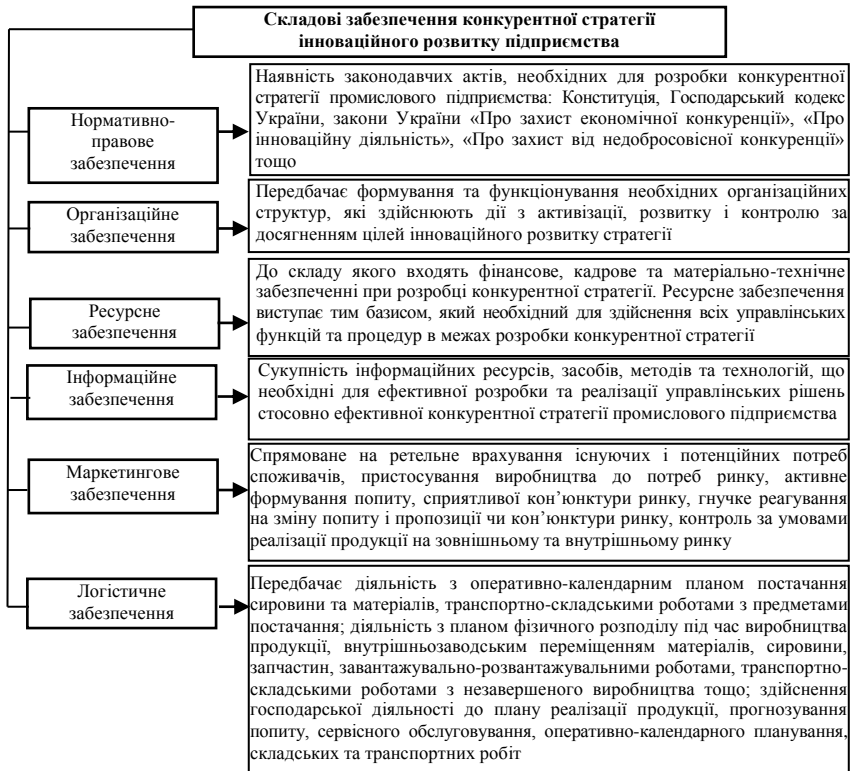 Складові забезпечення конкурентної стратегії
інноваційного розвитку підприємства
Нормативно-
правове
забезпечення
Наявність законодавчих актів, необхідних для розробки конкурентної
стратегії промислового підприємства: Конституція, Господарський кодекс
України, закони України «Про захист економічної конкуренції», «Про
інноваційну діяльність», «Про захист від недобросовісної конкуренції»
тощо
Організаційне
забезпечення
Передбачає формування та функціонування необхідних організаційних
структур, які здійснюють дії з активізації, розвитку і контролю за
досягненням цілей інноваційного розвитку стратегії
Ресурсне
забезпечення
До складу якого входять фінансове, кадрове та матеріально-технічне
забезпеченні при розробці конкурентної стратегії. Ресурсне забезпечення
виступає тим базисом, який необхідний для здійснення всіх управлінських
функцій та процедур в межах розробки конкурентної стратегії
Інформаційне
забезпечення
Сукупність інформаційних ресурсів, засобів, методів та технологій, що
необхідні для ефективної розробки та реалізації управлінських рішень
стосовно ефективної конкурентної стратегії промислового підприємства
Маркетингове
забезпечення
Спрямоване на ретельне врахування існуючих і потенційних потреб
споживачів, пристосування виробництва до потреб ринку, активне
формування попиту, сприятливої кон’юнктури ринку, гнучке реагування
на зміну попиту і пропозиції чи кон’юнктури ринку, контроль за умовами
реалізації продукції на зовнішньому та внутрішньому ринку
Логістичне
забезпечення
Передбачає діяльність з оперативно-календарним планом постачання
сировини та матеріалів, транспортно-складськими роботами з предметами
постачання; діяльність з планом фізичного розподілу під час виробництва
продукції, внутрішньозаводським переміщенням матеріалів, сировини,
запчастин, завантажувально-розвантажувальними роботами, транспортно-
складськими роботами з незавершеного виробництва тощо; здійснення
господарської діяльності до плану реалізації продукції, прогнозування
попиту, сервісного обслуговування, оперативно-календарного планування,
складських та транспортних робіт